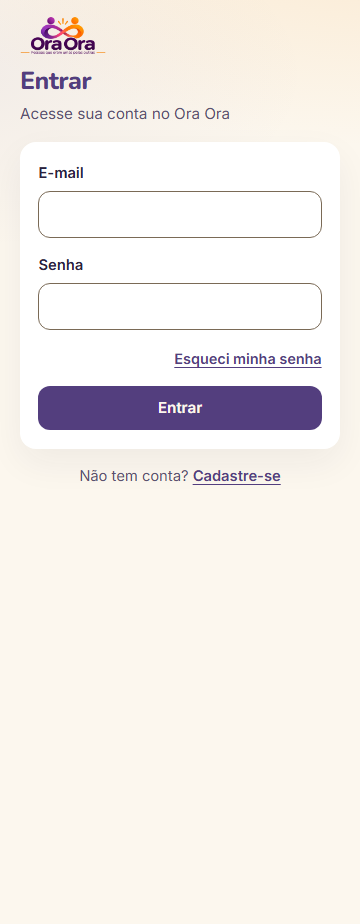 Ora Ora
Entrar
Acesse sua conta no Ora Ora
E-mail
Senha
Esqueci minha senha
Entrar
Não tem conta? Cadastre-se